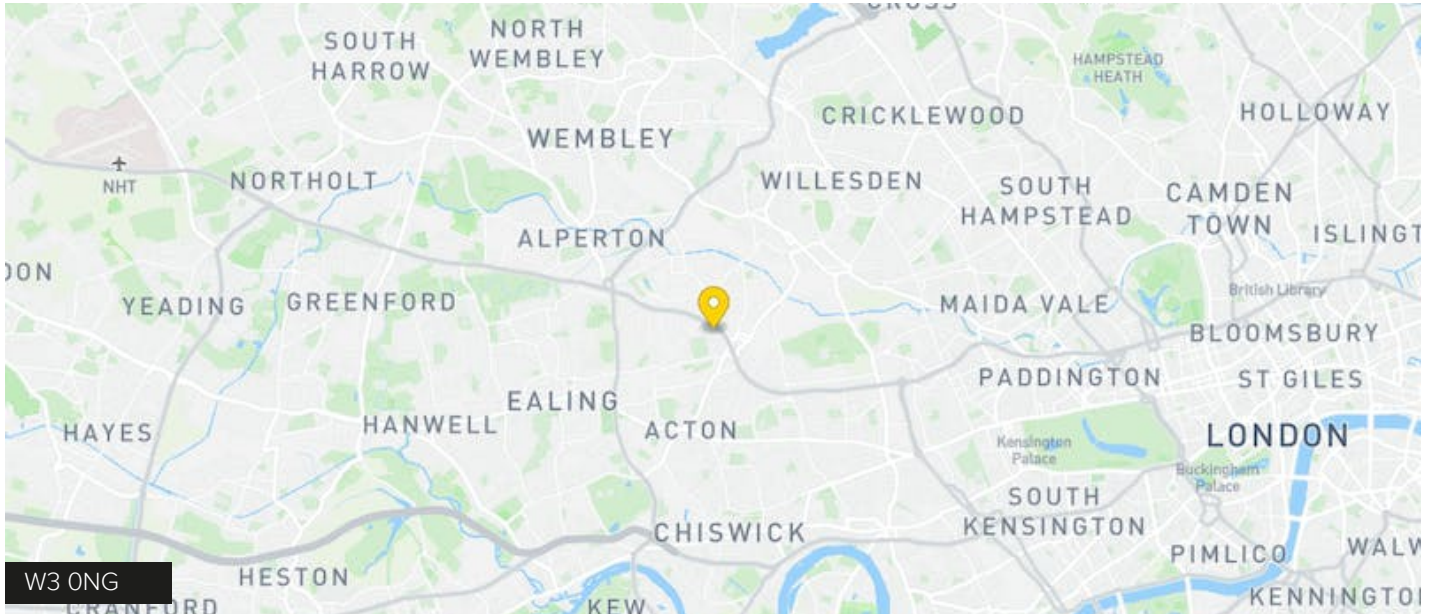 CROSS
NORTH
WEMBLEY
SOUTH
HARROW
HAMPSTEAD
HEATH
CRICKLEWOOD
HOLLOWAY
WEMBLEY
NHT
NORTHOLT
WILLESDEN
SOUTH
HAMPSTEAD
CAMDEN
TOWN
ISLINGT
ALPERTON
DON
YEADING
GREENFORD
MAIDA VALE
British Library
BLOOMSBURY
PADDINGTON
ST GILES
EALING
HANWELL
ACTON
HAYES
Kensington
Palace
LONDON
Buckingham
Palace
SOUTH
KENSINGTON
CHISWICK
PIMLICO
WALW
W3 0NG
HESTON
CRANFORD
KEW
KENNINGTO